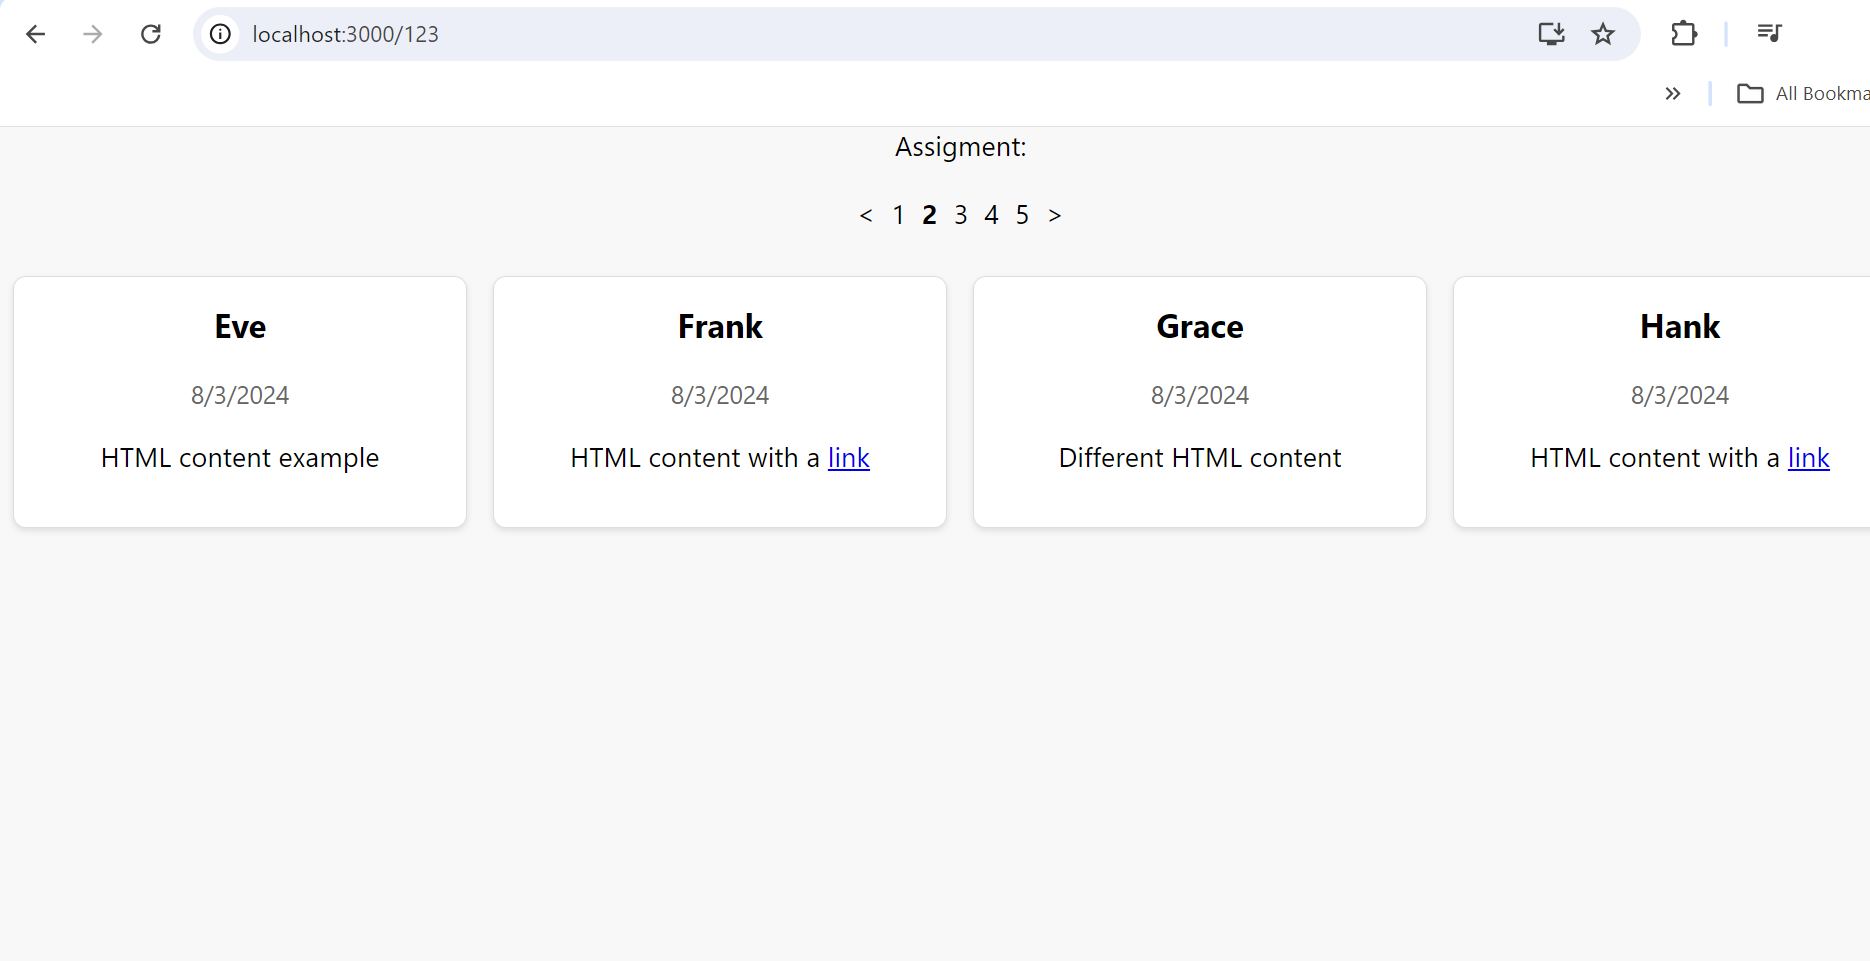 localhost:3000/123
All Bookma
Assigment:
< 1 2 3 4 5 >
Eve
8/3/2024
HTML content example
Frank
8/3/2024
HTML content with a link
Grace
8/3/2024
Different HTML content
Hank
8/3/2024
HTML content with a link